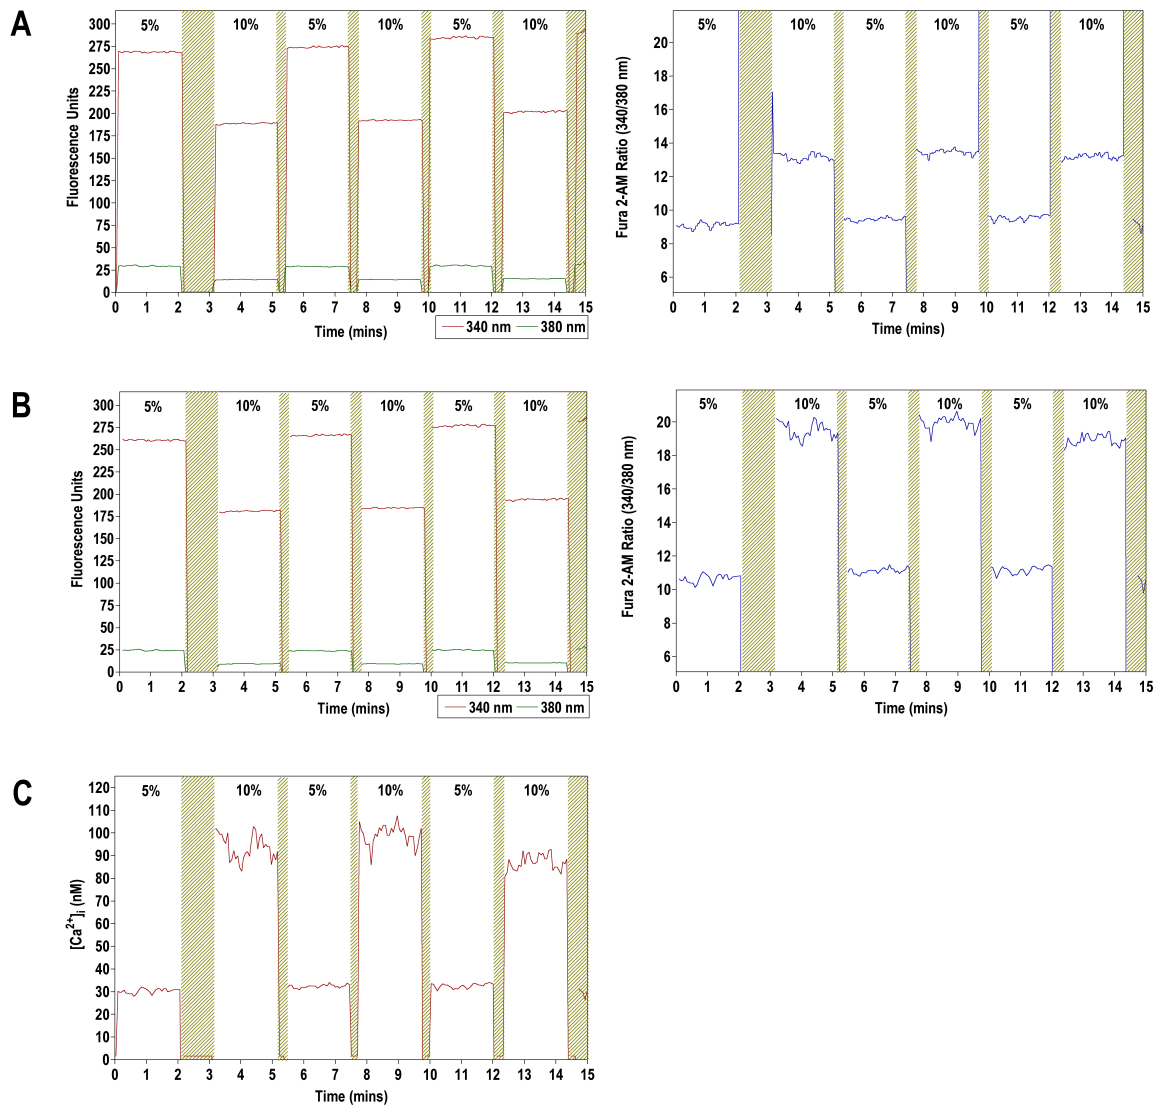 A
Fluorescence Units
300
275
250
225
200
175
150
125
100
75
50
25
0
5% 10% 5% 10% 5% 10%
0 1 2 3 4 5 6 7 8 9 10 11 12 13 14 15
Time (mins)
340 nm 380 nm
Fura 2-AM Ratio (340/380 nm)
20
18
16
14
12
10
8
6
5% 10% 5% 10% 5% 10%
0 1 2 3 4 5 6 7 8 9 10 11 12 13 14 15
Time (mins)
B
Fluorescence Units
300
275
250
225
200
175
150
125
100
75
50
25
0
5% 10% 5% 10% 5% 10%
0 1 2 3 4 5 6 7 8 9 10 11 12 13 14 15
Time (mins)
340 nm 380 nm
Fura 2-AM Ratio (340/380 nm)
20
18
16
14
12
10
8
6
5% 10% 5% 10% 5% 10%
0 1 2 3 4 5 6 7 8 9 10 11 12 13 14 15
Time (mins)
C
[Ca2+]i (nM)
120
110
100
90
80
70
60
50
40
30
20
10
0
5% 10% 5% 10% 5% 10%
0 1 2 3 4 5 6 7 8 9 10 11 12 13 14 15
Time (mins)